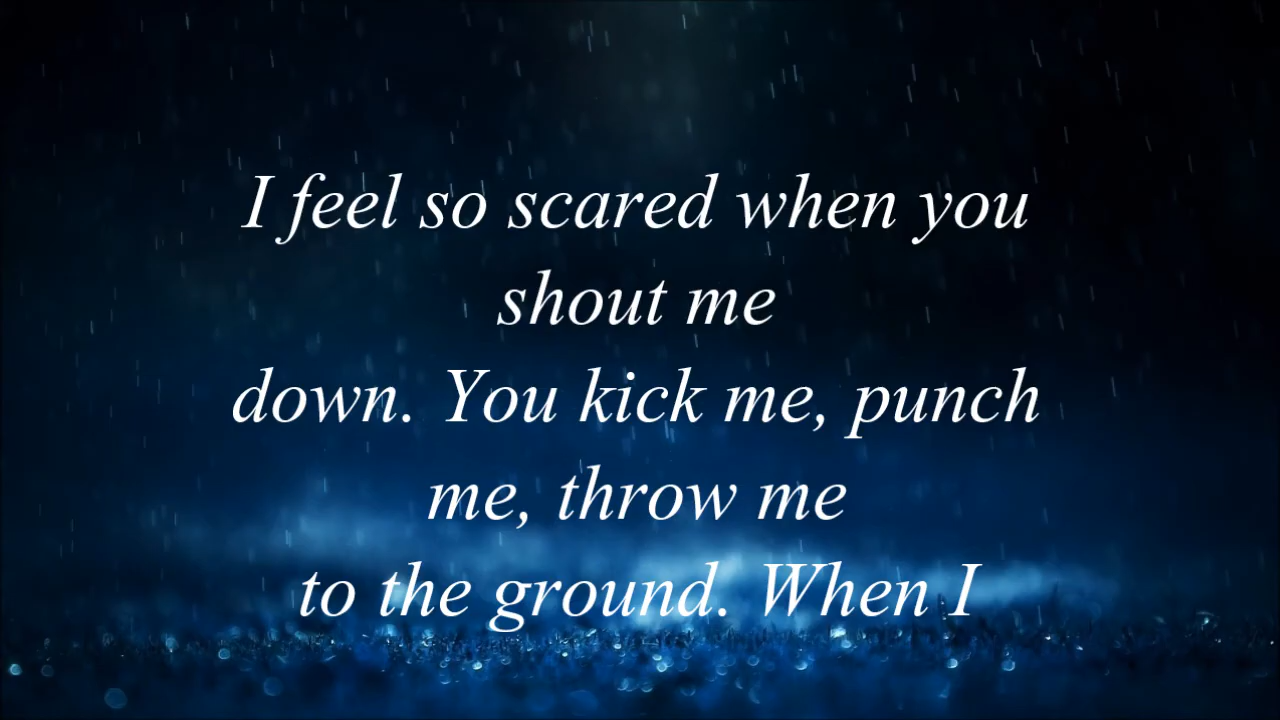 I feel so scared when you
shout me
down. You kick me, punch
me, throw me
to the ground. When I